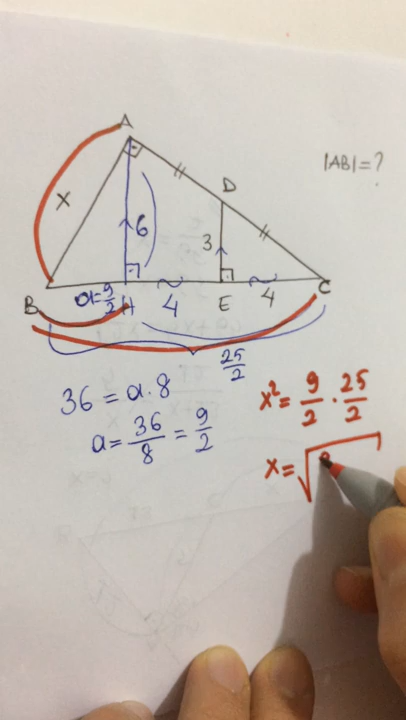 A
|AB|=?
D
x
6
3
B a=9/2 H 4 E 4 C
25/2
36 = a.8
a = 36/8 = 9/2
x² = 9/2 . 25/2
x = √